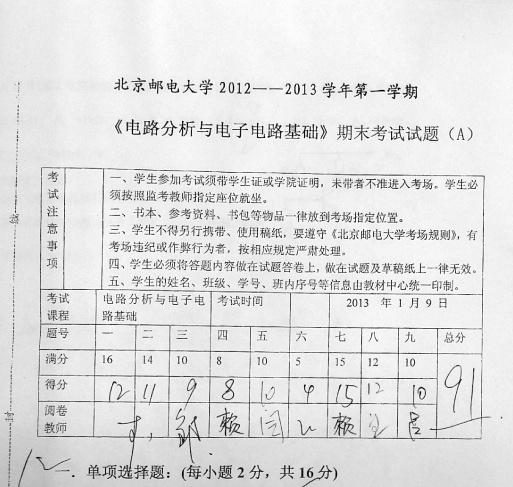 北京邮电大学2012——2013学年第一学期
《电路分析与电子电路基础》期末考试试题（A）
考试注意事项
一、学生参加考试须带学生证或学院证明，未带者不准进入考场。学生必
须按照监考教师指定座位就坐。
二、书本、参考资料、书包等物品一律放到考场指定位置。
三、学生不得另行携带、使用稿纸，要遵守《北京邮电大学考场规则》，有
考场违纪或作弊行为者，按相应规定严肃处理。
四、学生必须将答题内容做在试题答卷上，做在试题及草稿纸上一律无效。
五、学生的姓名、班级、学号、班内序号等信息由教材中心统一印制。
考试课程 电路分析与电子电路基础 考试时间 2013 年 1 月 9 日
题号 一 二 三 四 五 六 七 八 九 总分
满分 16 14 10 8 10 5 15 12 10
得分 12 11 9 8 10 4 15 12 10 91
阅卷教师 赖 闫 赖
12
一．单项选择题：(每小题 2 分，共 16 分)